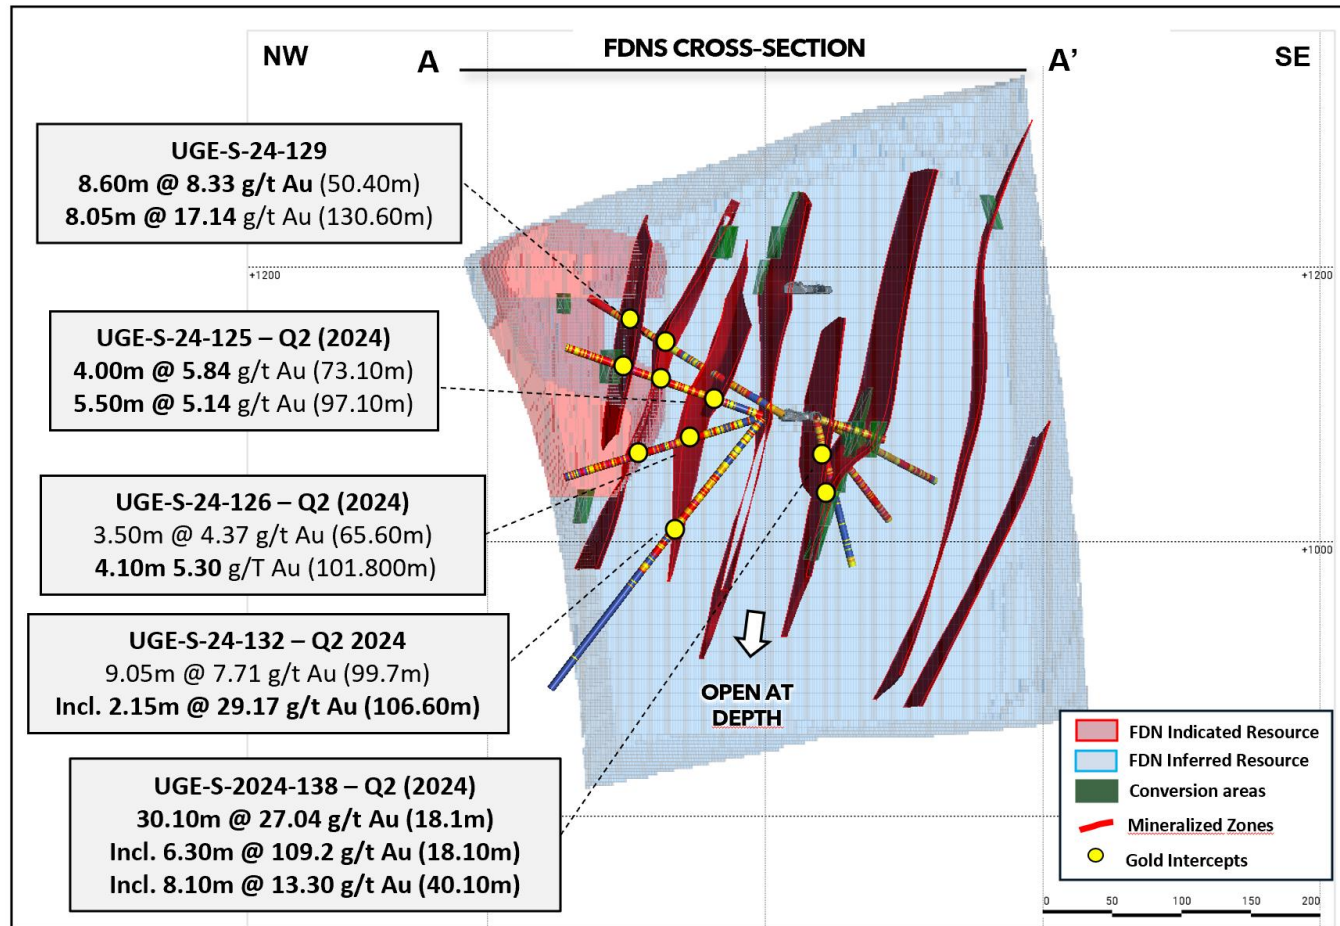 FDNS CROSS-SECTION
NW
A
A’
SE
UGE-S-24-129
8.60m @ 8.33 g/t Au (50.40m)
8.05m @ 17.14 g/t Au (130.60m)
+1200
+1200
UGE-S-24-125 – Q2 (2024)
4.00m @ 5.84 g/t Au (73.10m)
5.50m @ 5.14 g/t Au (97.10m)
UGE-S-24-126 – Q2 (2024)
3.50m @ 4.37 g/t Au (65.60m)
4.10m 5.30 g/T Au (101.800m)
+1000
UGE-S-24-132 – Q2 2024
9.05m @ 7.71 g/t Au (99.7m)
Incl. 2.15m @ 29.17 g/t Au (106.60m)
OPEN AT
DEPTH
UGE-S-2024-138 – Q2 (2024)
30.10m @ 27.04 g/t Au (18.1m)
Incl. 6.30m @ 109.2 g/t Au (18.10m)
Incl. 8.10m @ 13.30 g/t Au (40.10m)
FDN Indicated Resource
FDN Inferred Resource
Conversion areas
Mineralized Zones
Gold Intercepts
0 50 100 150 200